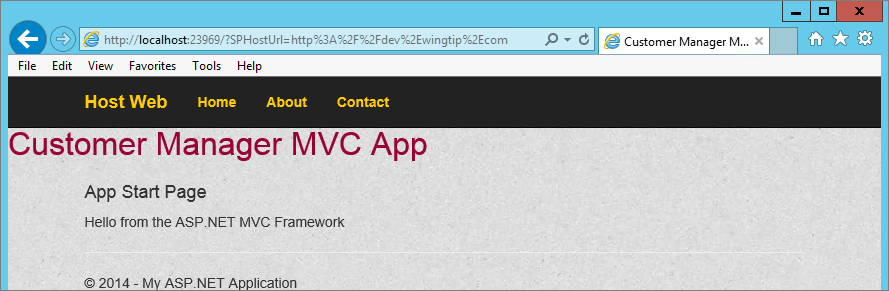 http://localhost:23969/?SPHostUrl=http%3A%2F%2Fdev%2Ewingtip%2Ecom
Customer Manager M...
File Edit View Favorites Tools Help
Host Web Home About Contact
Customer Manager MVC App
App Start Page
Hello from the ASP.NET MVC Framework
© 2014 - My ASP.NET Application